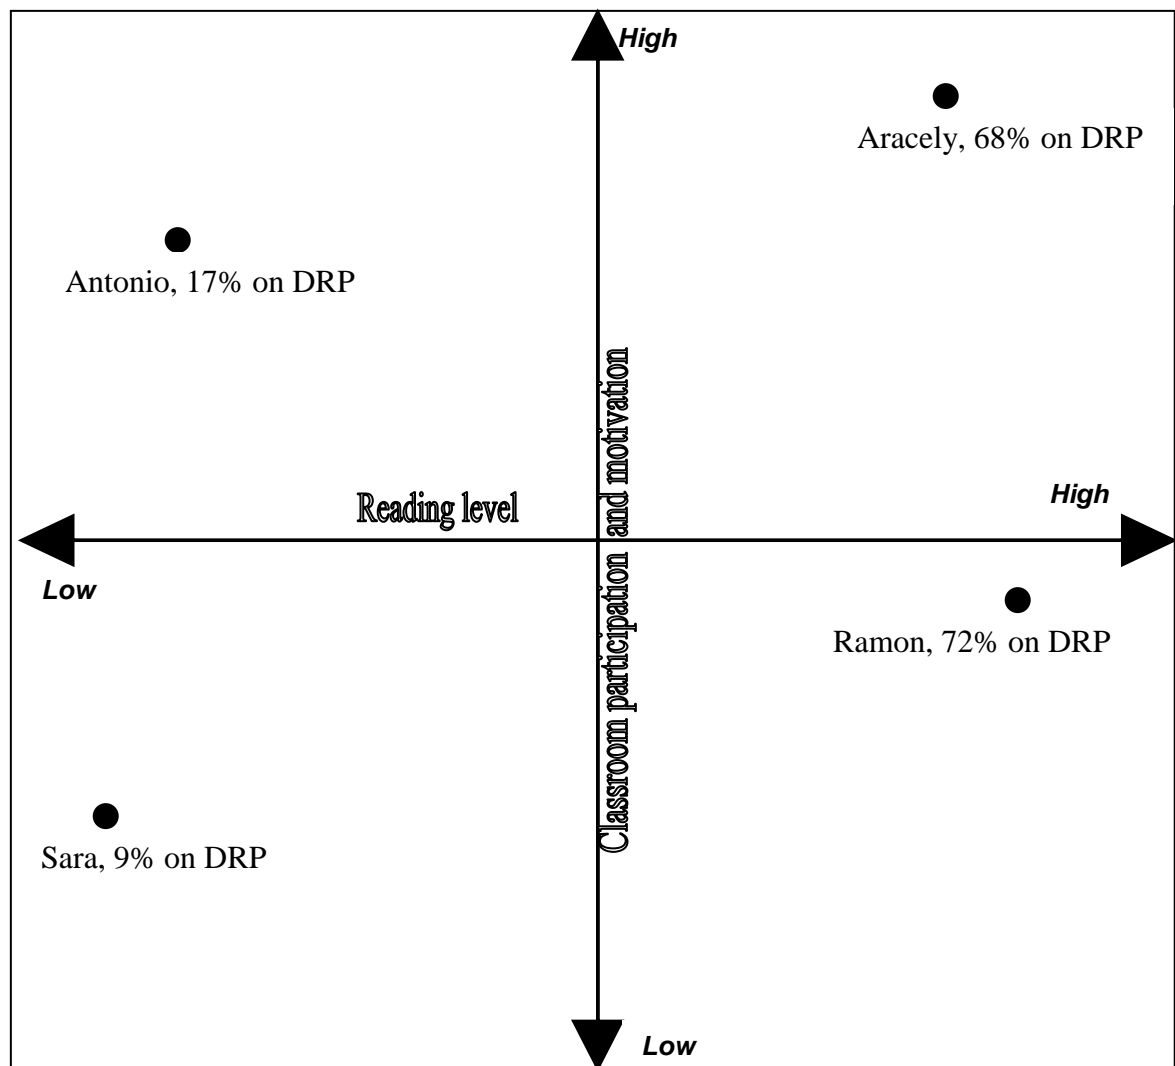 High
Aracely, 68% on DRP
Antonio, 17% on DRP
Classroom participation and motivation
Reading level
High
Low
Ramon, 72% on DRP
Sara, 9% on DRP
Low